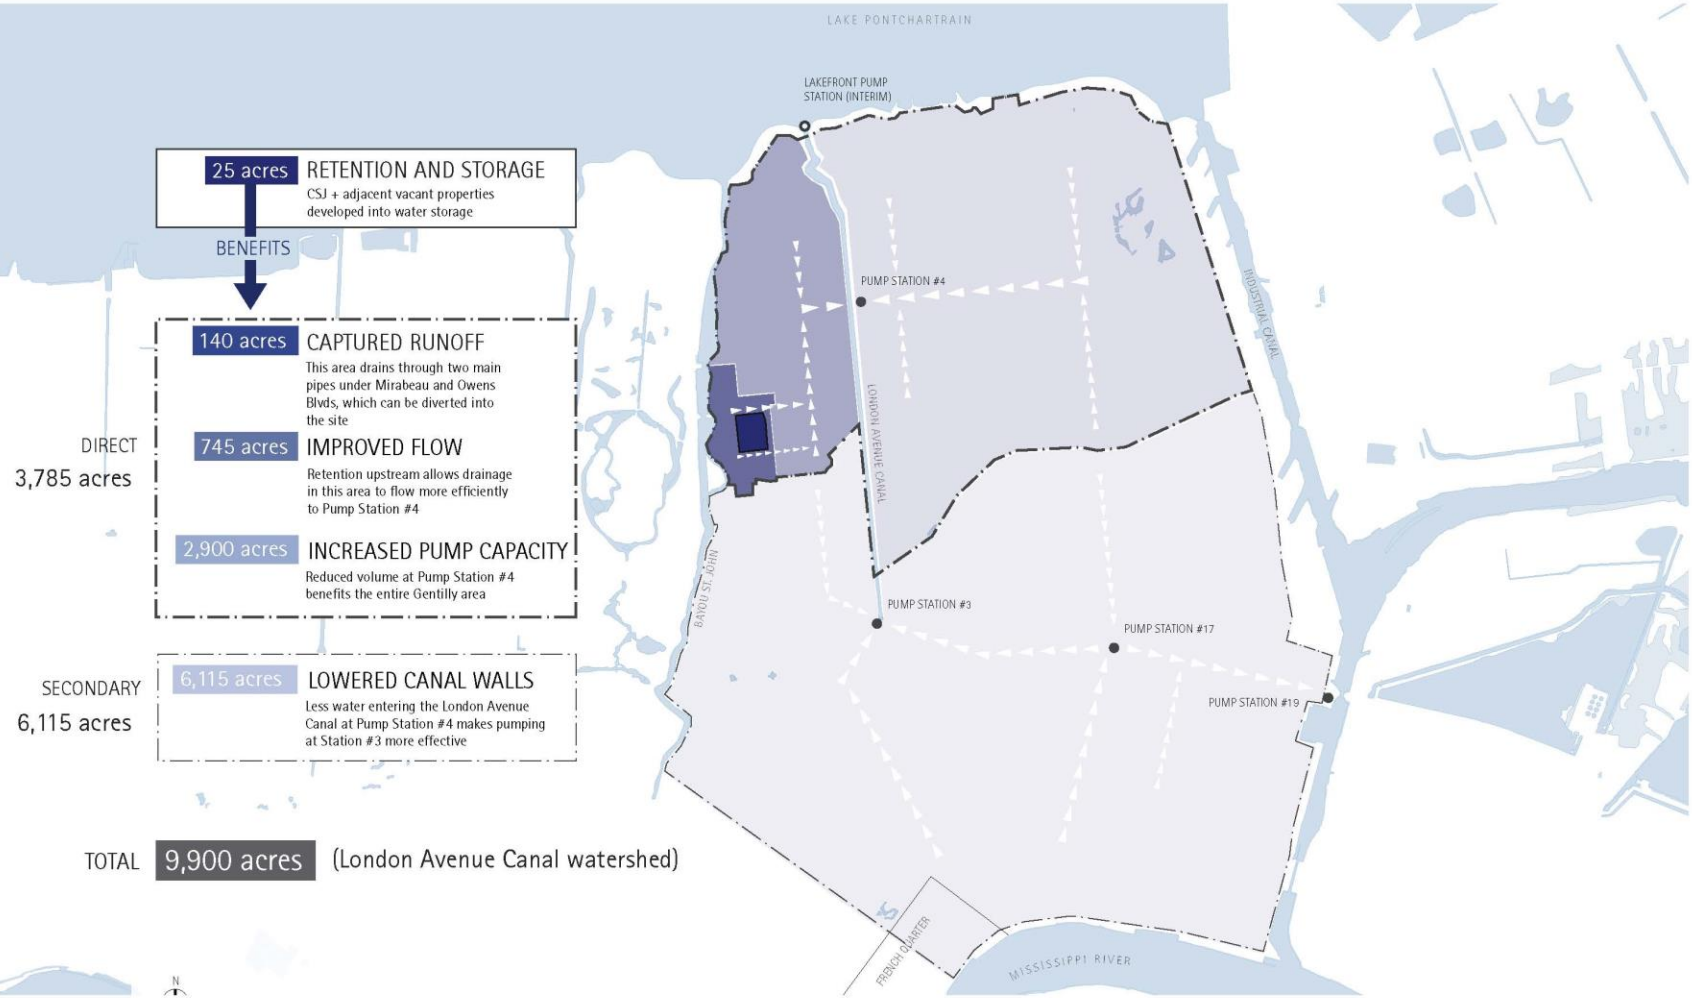 LAKE PONTCHARTRAIN
LAKEFRONT PUMP
STATION (INTERIM)
25 acres
RETENTION AND STORAGE
CSJ + adjacent vacant properties
developed into water storage
BENEFITS
140 acres
CAPTURED RUNOFF
This area drains through two main
pipes under Mirabeau and Owens
Blvds, which can be diverted into
the site
DIRECT
3,785 acres
745 acres
IMPROVED FLOW
Retention upstream allows drainage
in this area to flow more efficiently
to Pump Station #4
2,900 acres
INCREASED PUMP CAPACITY
Reduced volume at Pump Station #4
benefits the entire Gentilly area
SECONDARY
6,115 acres
6,115 acres
LOWERED CANAL WALLS
Less water entering the London Avenue
Canal at Pump Station #4 makes pumping
at Station #3 more effective
TOTAL
9,900 acres
(London Avenue Canal watershed)
PUMP STATION #4
INDUSTRIAL CANAL
LONDON AVENUE CANAL
BAYOU ST. JOHN
PUMP STATION #3
PUMP STATION #17
PUMP STATION #19
FRENCH QUARTER
MISSISSIPPI RIVER
N